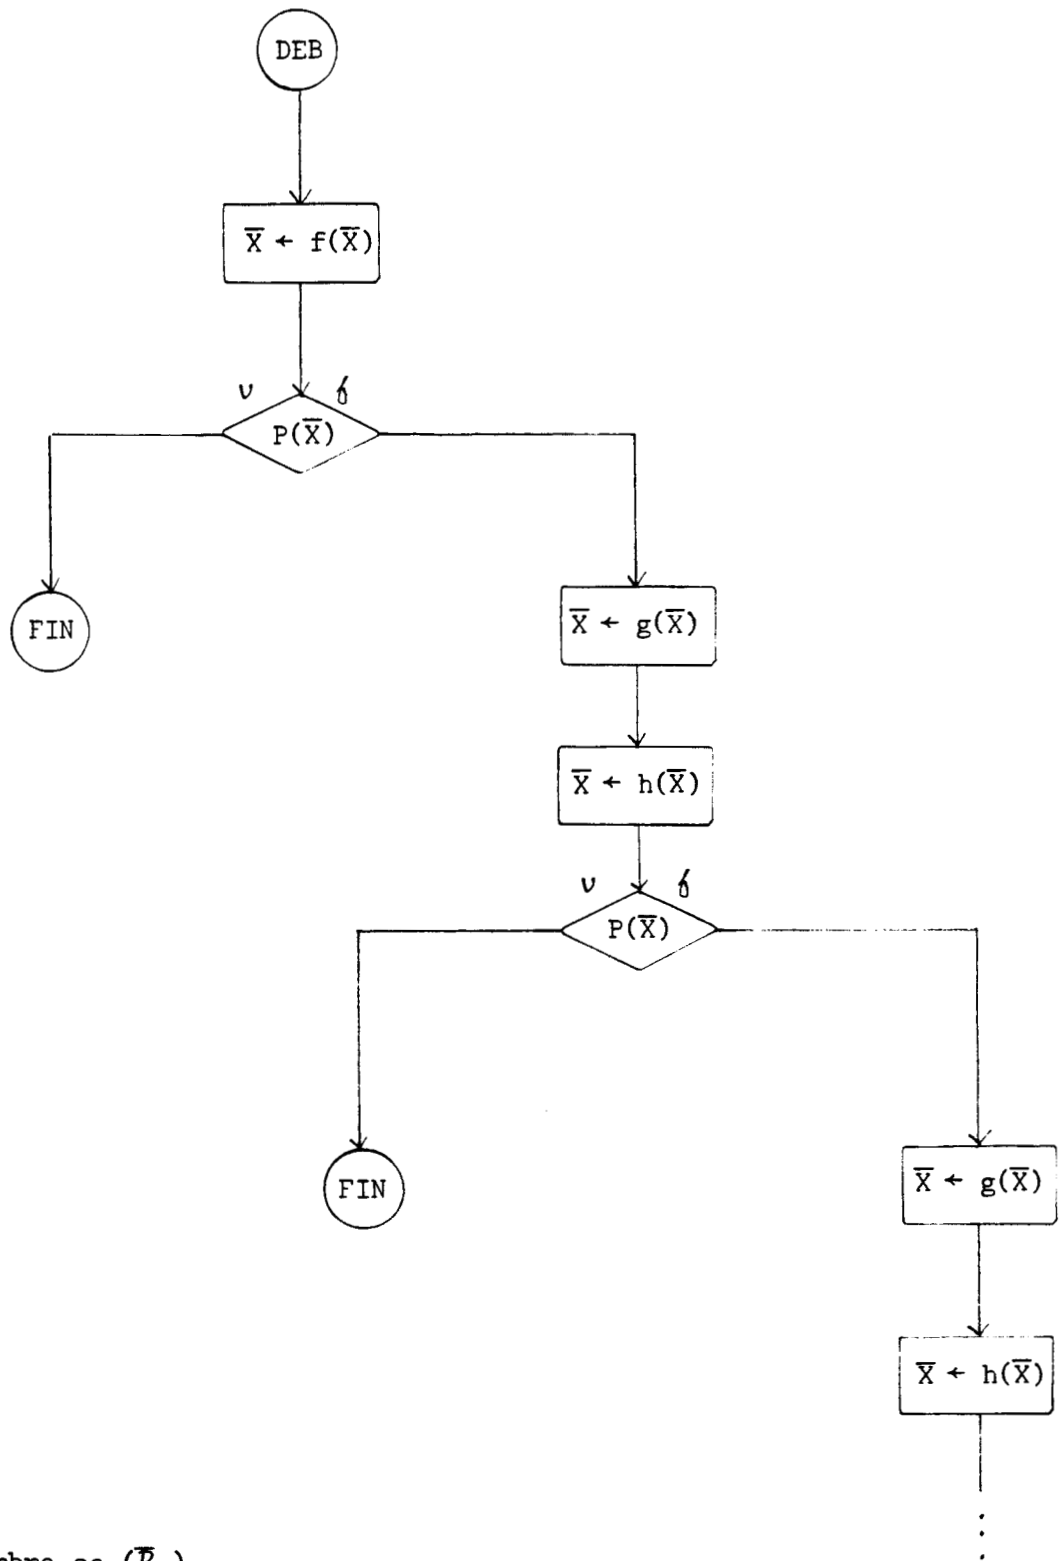 DEB
X̅ ← f(X̅)
v f
P(X̅)
FIN
X̅ ← g(X̅)
X̅ ← h(X̅)
v f
P(X̅)
FIN
X̅ ← g(X̅)
X̅ ← h(X̅)